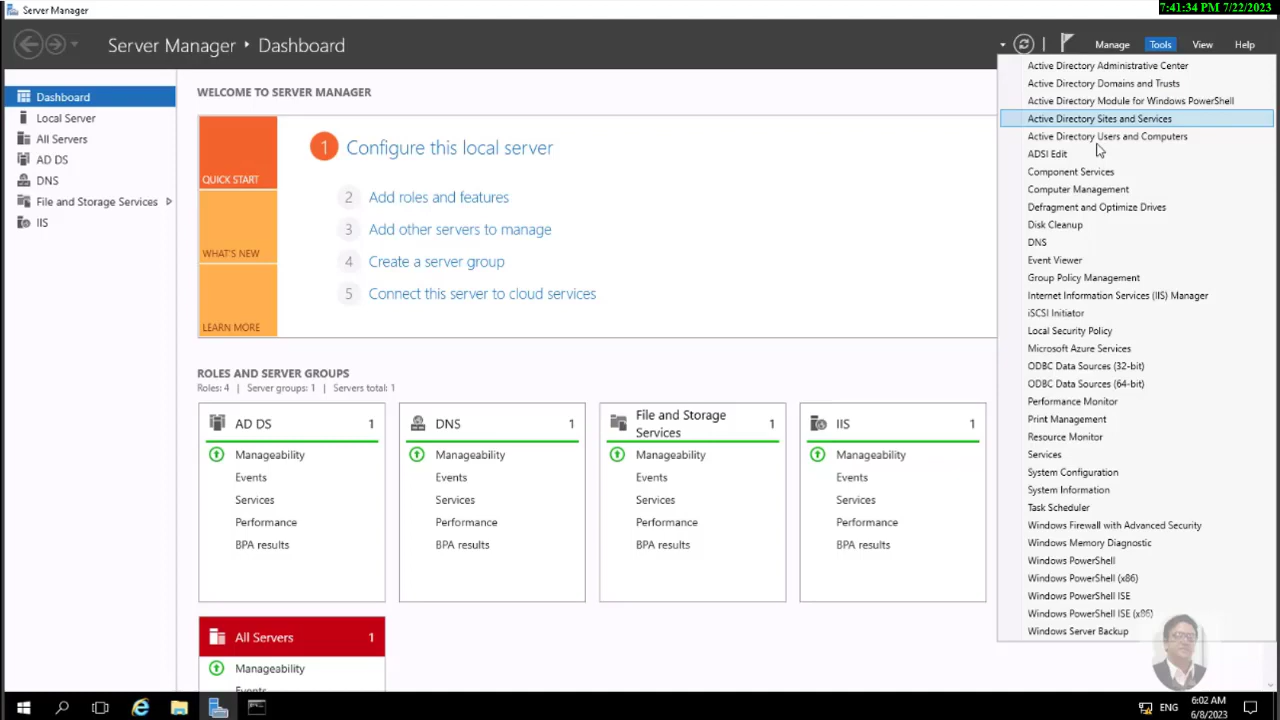 Server Manager
7:41:34 PM 7/22/2023
Server Manager • Dashboard
Manage
Tools
View
Help
Dashboard
Local Server
All Servers
AD DS
DNS
File and Storage Services
IIS
WELCOME TO SERVER MANAGER
QUICK START
WHAT'S NEW
LEARN MORE
1 Configure this local server
2 Add roles and features
3 Add other servers to manage
4 Create a server group
5 Connect this server to cloud services
ROLES AND SERVER GROUPS
Roles: 4 | Server groups: 1 | Servers total: 1
AD DS 1
Manageability
Events
Services
Performance
BPA results
DNS 1
Manageability
Events
Services
Performance
BPA results
File and Storage
Services 1
Manageability
Events
Services
Performance
BPA results
IIS 1
Manageability
Events
Services
Performance
BPA results
All Servers 1
Manageability
Events
Active Directory Administrative Center
Active Directory Domains and Trusts
Active Directory Module for Windows PowerShell
Active Directory Sites and Services
Active Directory Users and Computers
ADSI Edit
Component Services
Computer Management
Defragment and Optimize Drives
Disk Cleanup
DNS
Event Viewer
Group Policy Management
Internet Information Services (IIS) Manager
iSCSI Initiator
Local Security Policy
Microsoft Azure Services
ODBC Data Sources (32-bit)
ODBC Data Sources (64-bit)
Performance Monitor
Print Management
Resource Monitor
Services
System Configuration
System Information
Task Scheduler
Windows Firewall with Advanced Security
Windows Memory Diagnostic
Windows PowerShell
Windows PowerShell (x86)
Windows PowerShell ISE
Windows PowerShell ISE (x86)
Windows Server Backup
ENG
6:02 AM
6/8/2023